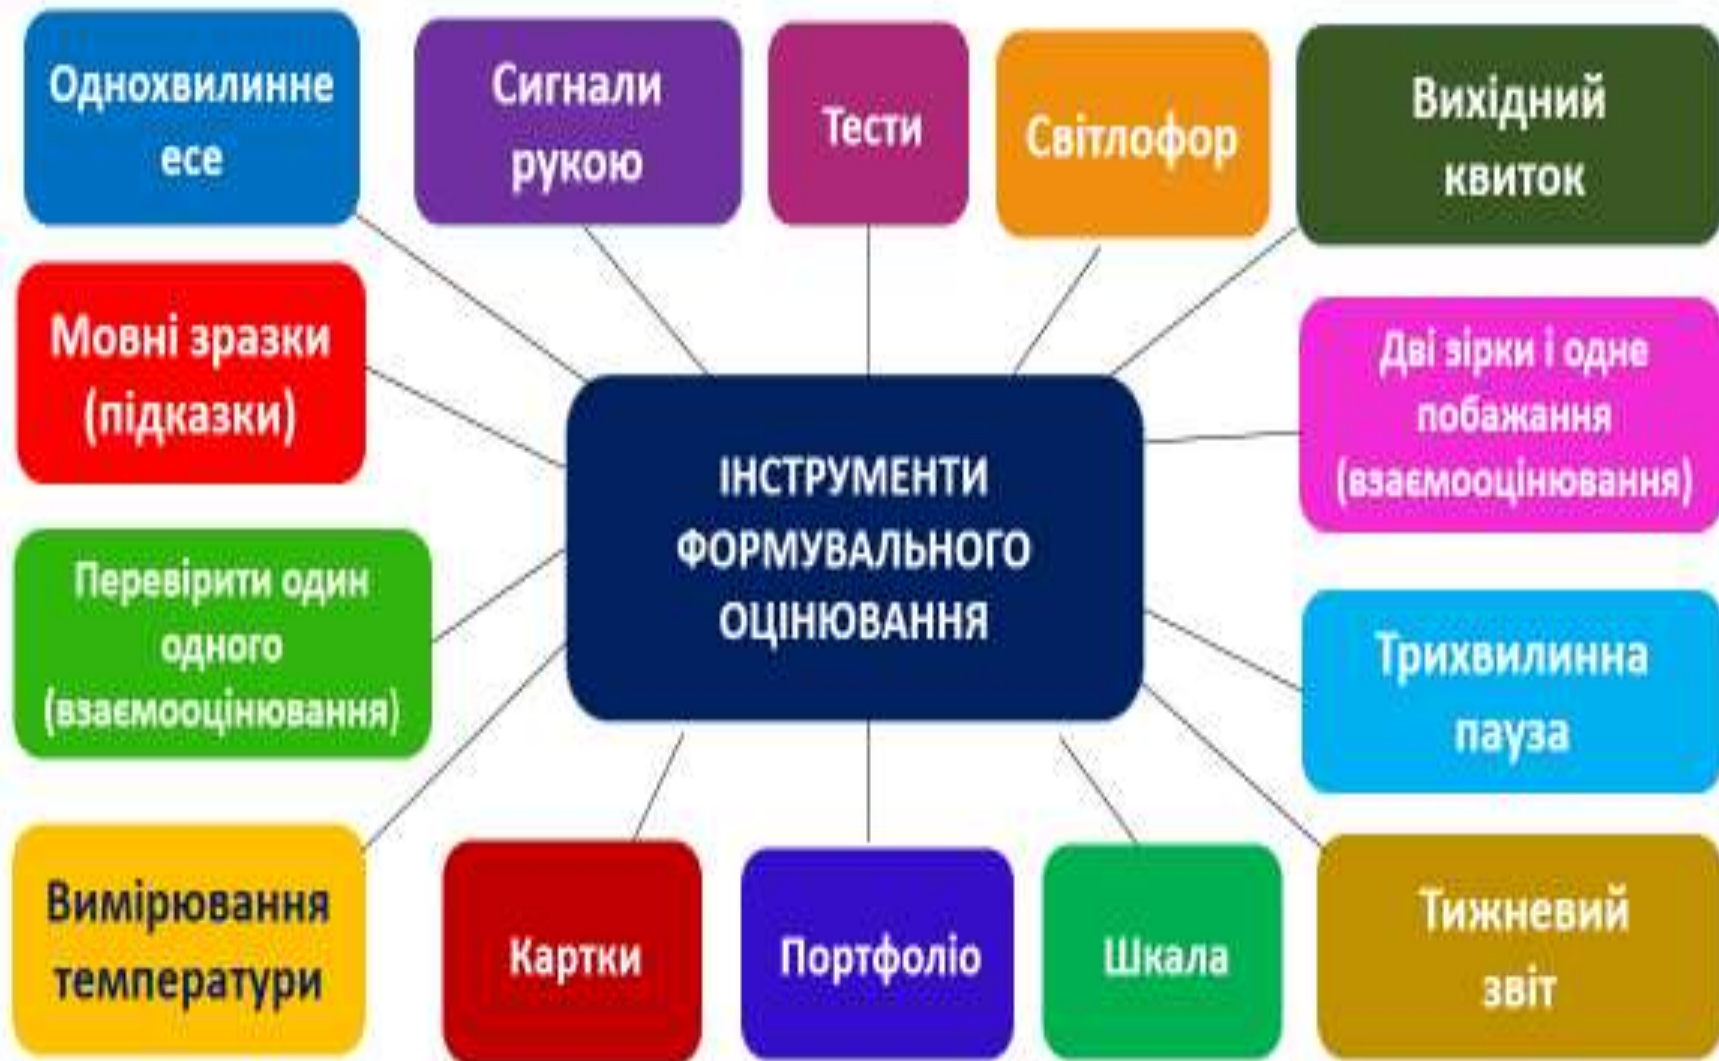 Однохвилинне
есе
Сигнали
рукою
Тести
Світлофор
Вихідний
квиток
Мовні зразки
(підказки)
Дві зірки і одне
побажання
(взаємооцінювання)
ІНСТРУМЕНТИ
ФОРМУВАЛЬНОГО
ОЦІНЮВАННЯ
Перевірити один
одного
(взаємооцінювання)
Трихвилинна
пауза
Вимірювання
температури
Картки
Портфоліо
Шкала
Тижневий
звіт